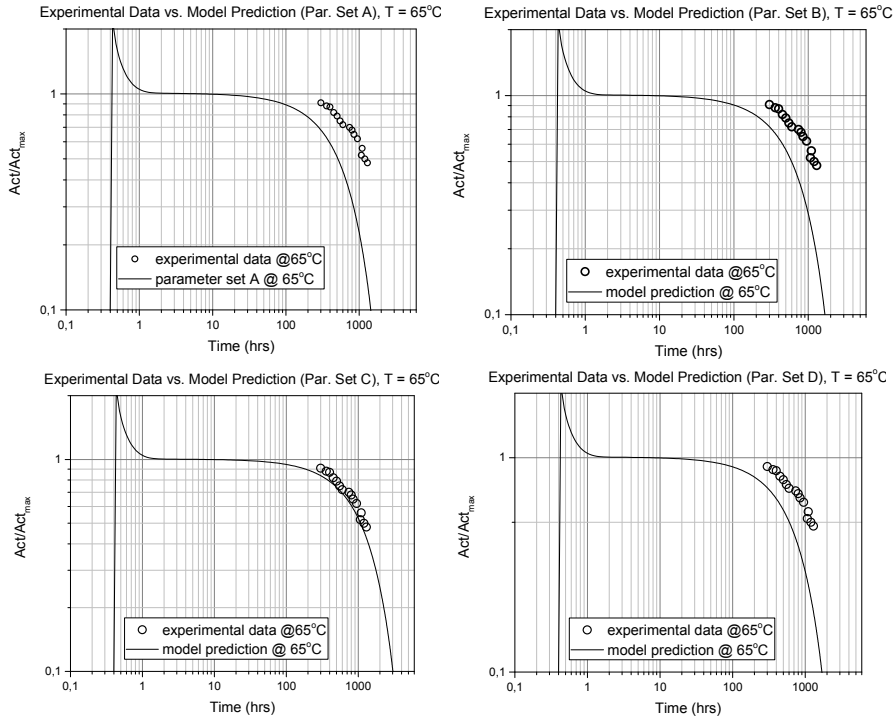 Experimental Data vs. Model Prediction (Par. Set A), T = 65°C
1
0,1
Act/Act_max
experimental data @65°C
parameter set A @ 65°C
0,1 1 10 100 1000
Time (hrs)
Experimental Data vs. Model Prediction (Par. Set B), T = 65°C
1
0,1
Act/Act_max
experimental data @65°C
model prediction @ 65°C
0,1 1 10 100 1000
Time (hrs)
Experimental Data vs. Model Prediction (Par. Set C), T = 65°C
1
0,1
Act/Act_max
experimental data @65°C
model prediction @ 65°C
0,1 1 10 100 1000
Time (hrs)
Experimental Data vs. Model Prediction (Par. Set D), T = 65°C
1
0,1
Act/Act_max
experimental data @65°C
model prediction @ 65°C
0,1 1 10 100 1000
Time (hrs)